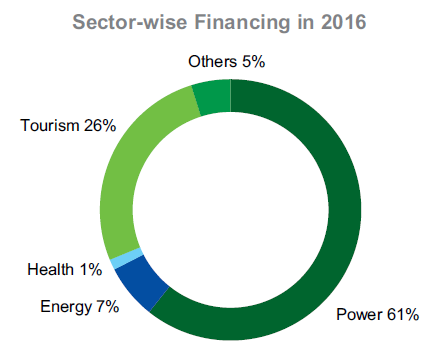 Sector-wise Financing in 2016
Others 5%
Tourism 26%
Health 1%
Energy 7%
Power 61%